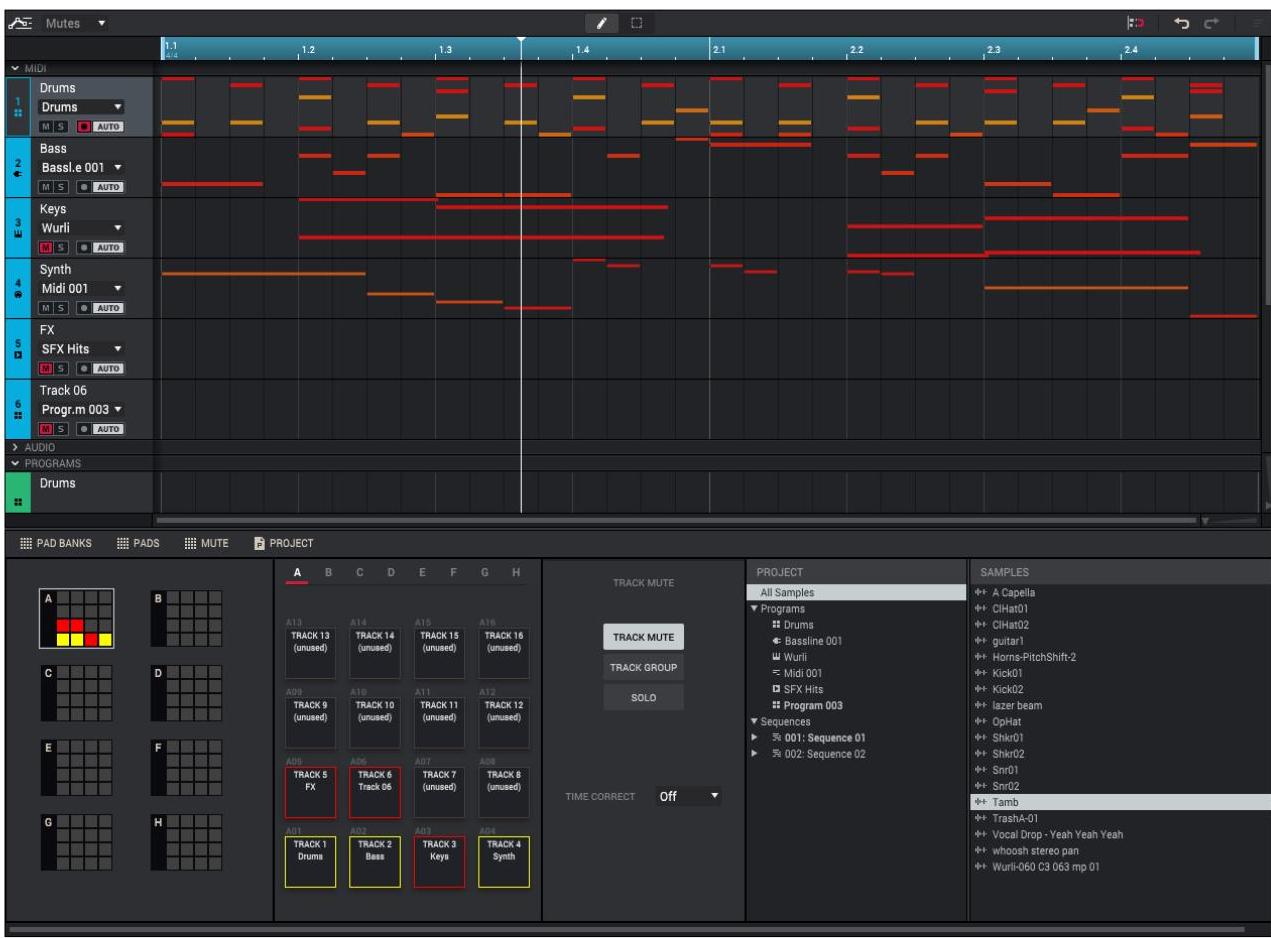 Mutes
1.1 1.2 1.3 1.4 2.1 2.2 2.3 2.4
4/4
MIDI
1
Drums
Drums
M S AUTO
2
Bass
Bassl.e 001
M S AUTO
3
Keys
Wurli
M S AUTO
4
Synth
Midi 001
M S AUTO
5
FX
SFX Hits
M S AUTO
6
Track 06
Progr.m 003
M S AUTO
AUDIO
PROGRAMS
Drums
PAD BANKS PADS MUTE PROJECT
A B
C D
E F
G H
A B C D E F G H
A13 A14 A15 A16
TRACK 13 TRACK 14 TRACK 15 TRACK 16
(unused) (unused) (unused) (unused)
A09 A10 A11 A12
TRACK 9 TRACK 10 TRACK 11 TRACK 12
(unused) (unused) (unused) (unused)
A05 A06 A07 A08
TRACK 5 TRACK 6 TRACK 7 TRACK 8
FX Track 06 (unused) (unused)
A01 A02 A03 A04
TRACK 1 TRACK 2 TRACK 3 TRACK 4
Drums Bass Keys Synth
TRACK MUTE
TRACK MUTE
TRACK GROUP
SOLO
TIME CORRECT Off
PROJECT
All Samples
Programs
Drums
Bassline 001
Wurli
Midi 001
SFX Hits
Program 003
Sequences
001: Sequence 01
002: Sequence 02
SAMPLES
A Capella
ClHat01
ClHat02
guitar1
Horns-PitchShift-2
Kick01
Kick02
lazer beam
OpHat
Shkr01
Shkr02
Snr01
Snr02
Tamb
TrashA-01
Vocal Drop - Yeah Yeah Yeah
whoosh stereo pan
Wurli-060 C3 063 mp 01